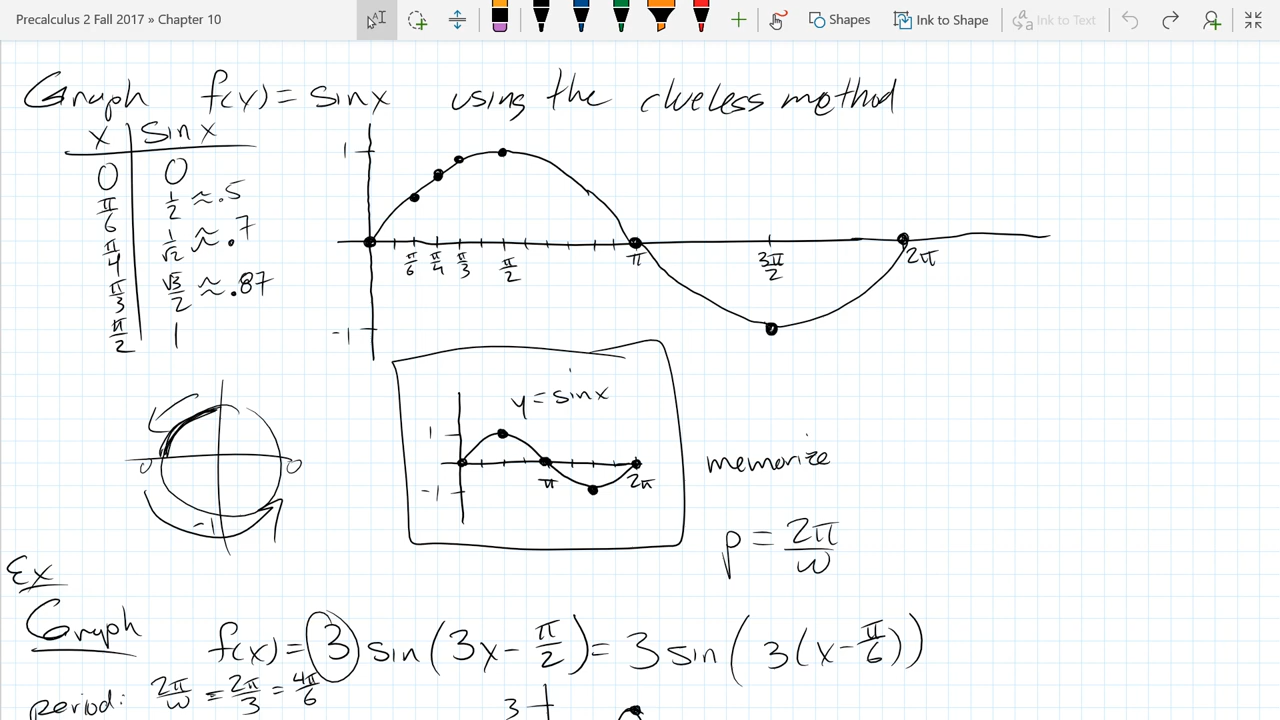 Precalculus 2 Fall 2017 » Chapter 10
Shapes
Ink to Shape
Ink to Text
Graph f(y) = sinx using the clueless method
x | sin x
0 | 0
π/6 | 1/2 ≈ .5
π/4 | 1/√2 ≈ .7
π/3 | √3/2 ≈ .87
π/2 | 1
1
π/6 π/4 π/3 π/2 π 3π/2 2π
-1
y = sinx
1
π 2π
-1
memorize
0 0
-1
p = 2π/w
Ex
Graph f(x) = 3 sin(3x - π/2) = 3 sin(3(x - π/6))
period: 2π/w = 2π/3 = 4π/6
3